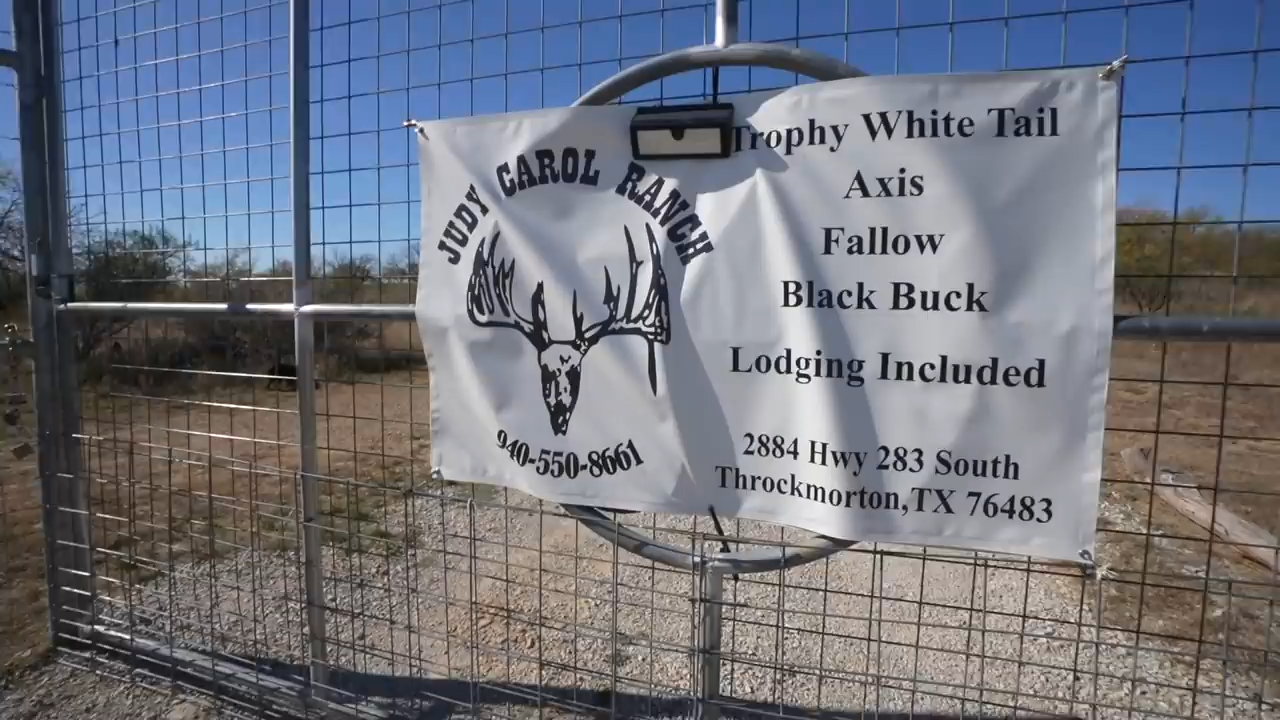 JUDY CAROL RANCH
940-550-8661
Trophy White Tail
Axis
Fallow
Black Buck
Lodging Included
2884 Hwy 283 South
Throckmorton,TX 76483